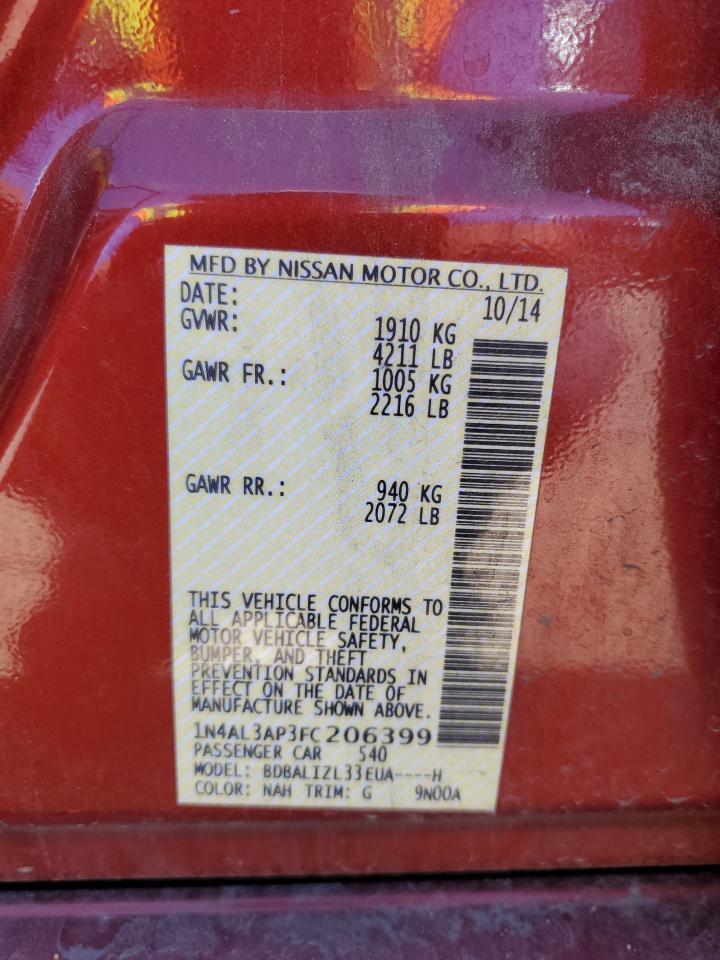 MFD BY NISSAN MOTOR CO., LTD.
DATE: 10/14
GVWR: 1910 KG
4211 LB
GAWR FR.: 1005 KG
2216 LB
GAWR RR.: 940 KG
2072 LB
THIS VEHICLE CONFORMS TO
ALL APPLICABLE FEDERAL
MOTOR VEHICLE SAFETY,
BUMPER, AND THEFT
PREVENTION STANDARDS IN
EFFECT ON THE DATE OF
MANUFACTURE SHOWN ABOVE.
1N4AL3AP3FC206399
PASSENGER CAR 540
MODEL: BDBALIZL33EUA----H
COLOR: NAH TRIM: G 9N00A